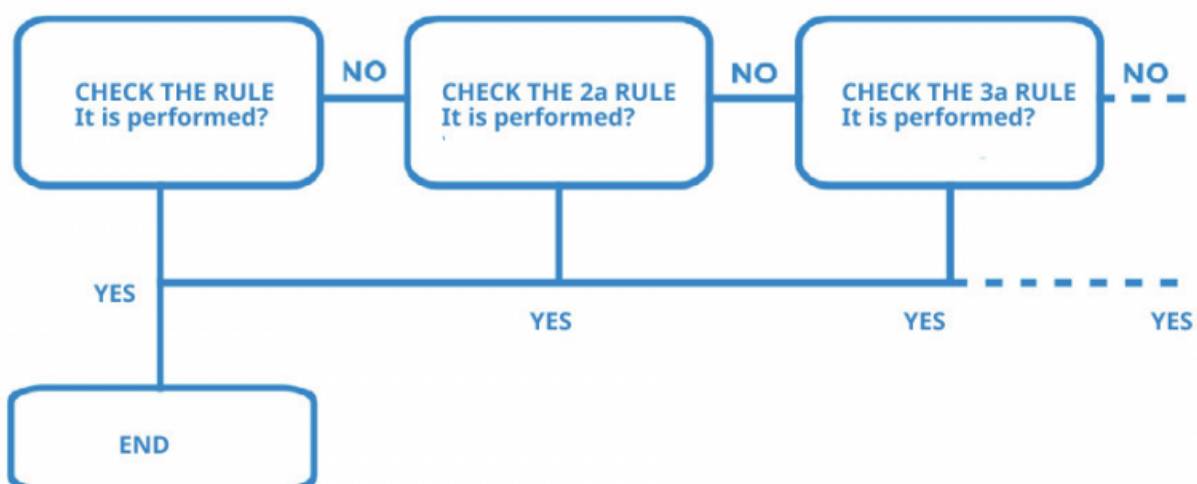 CHECK THE RULE
It is performed?
NO
CHECK THE 2a RULE
It is performed?
NO
CHECK THE 3a RULE
It is performed?
NO
YES
YES
YES
YES
END